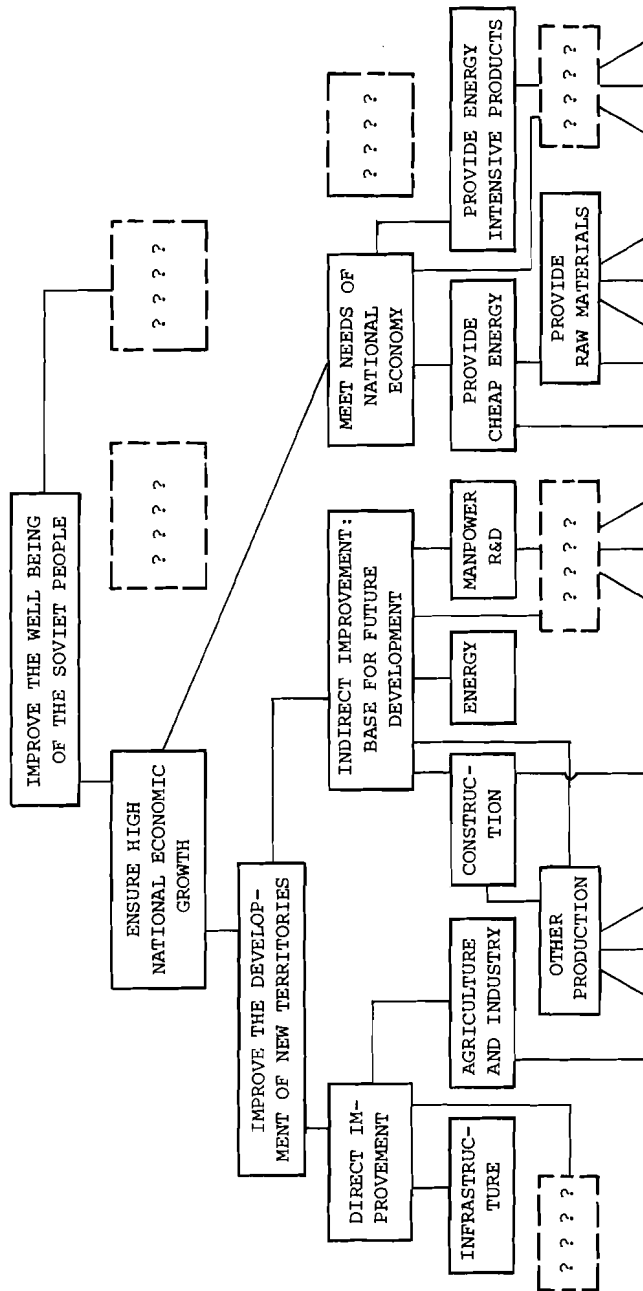 IMPROVE THE WELL BEING
OF THE SOVIET PEOPLE
ENSURE HIGH
NATIONAL ECONOMIC
GROWTH
? ? ? ?
? ? ? ?
IMPROVE THE DEVELOP-
MENT OF NEW TERRITORIES
DIRECT IM-
PROVEMENT
INDIRECT IMPROVEMENT:
BASE FOR FUTURE
DEVELOPMENT
MEET NEEDS OF
NATIONAL
ECONOMY
? ? ? ?
INFRASTRUC-
TURE
AGRICULTURE
AND INDUSTRY
CONSTRUC-
TION
ENERGY
MANPOWER
R&D
PROVIDE
CHEAP ENERGY
PROVIDE ENERGY
INTENSIVE PRODUCTS
? ? ? ?
OTHER
PRODUCTION
? ? ? ?
PROVIDE
RAW MATERIALS
? ? ? ?